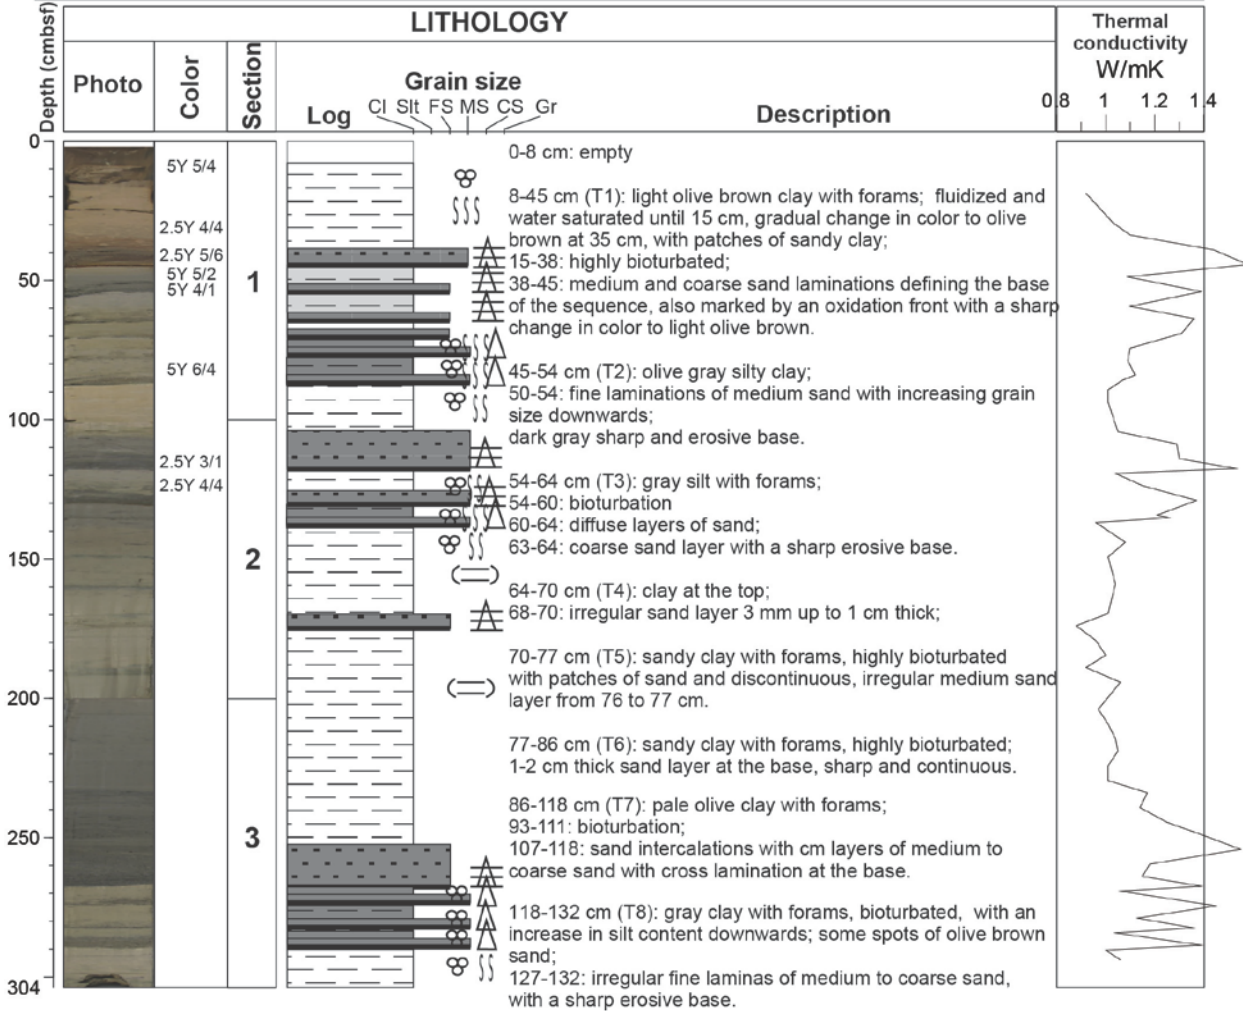 LITHOLOGY
Thermal
conductivity
W/mK
0.8 1 1.2 1.4
Depth (cmbsf)
Photo
Color
Section
Log
Grain size
Cl Slt FS MS CS Gr
Description
0
50
100
150
200
250
304
5Y 5/4
2.5Y 4/4
2.5Y 5/6
5Y 5/2
5Y 4/1
5Y 6/4
2.5Y 3/1
2.5Y 4/4
1
2
3
0-8 cm: empty
8-45 cm (T1): light olive brown clay with forams; fluidized and
water saturated until 15 cm, gradual change in color to olive
brown at 35 cm, with patches of sandy clay;
15-38: highly bioturbated;
38-45: medium and coarse sand laminations defining the base
of the sequence, also marked by an oxidation front with a sharp
change in color to light olive brown.
45-54 cm (T2): olive gray silty clay;
50-54: fine laminations of medium sand with increasing grain
size downwards;
dark gray sharp and erosive base.
54-64 cm (T3): gray silt with forams;
54-60: bioturbation
60-64: diffuse layers of sand;
63-64: coarse sand layer with a sharp erosive base.
64-70 cm (T4): clay at the top;
68-70: irregular sand layer 3 mm up to 1 cm thick;
70-77 cm (T5): sandy clay with forams, highly bioturbated
with patches of sand and discontinuous, irregular medium sand
layer from 76 to 77 cm.
77-86 cm (T6): sandy clay with forams, highly bioturbated;
1-2 cm thick sand layer at the base, sharp and continuous.
86-118 cm (T7): pale olive clay with forams;
93-111: bioturbation;
107-118: sand intercalations with cm layers of medium to
coarse sand with cross lamination at the base.
118-132 cm (T8): gray clay with forams, bioturbated, with an
increase in silt content downwards; some spots of olive brown
sand;
127-132: irregular fine laminas of medium to coarse sand,
with a sharp erosive base.